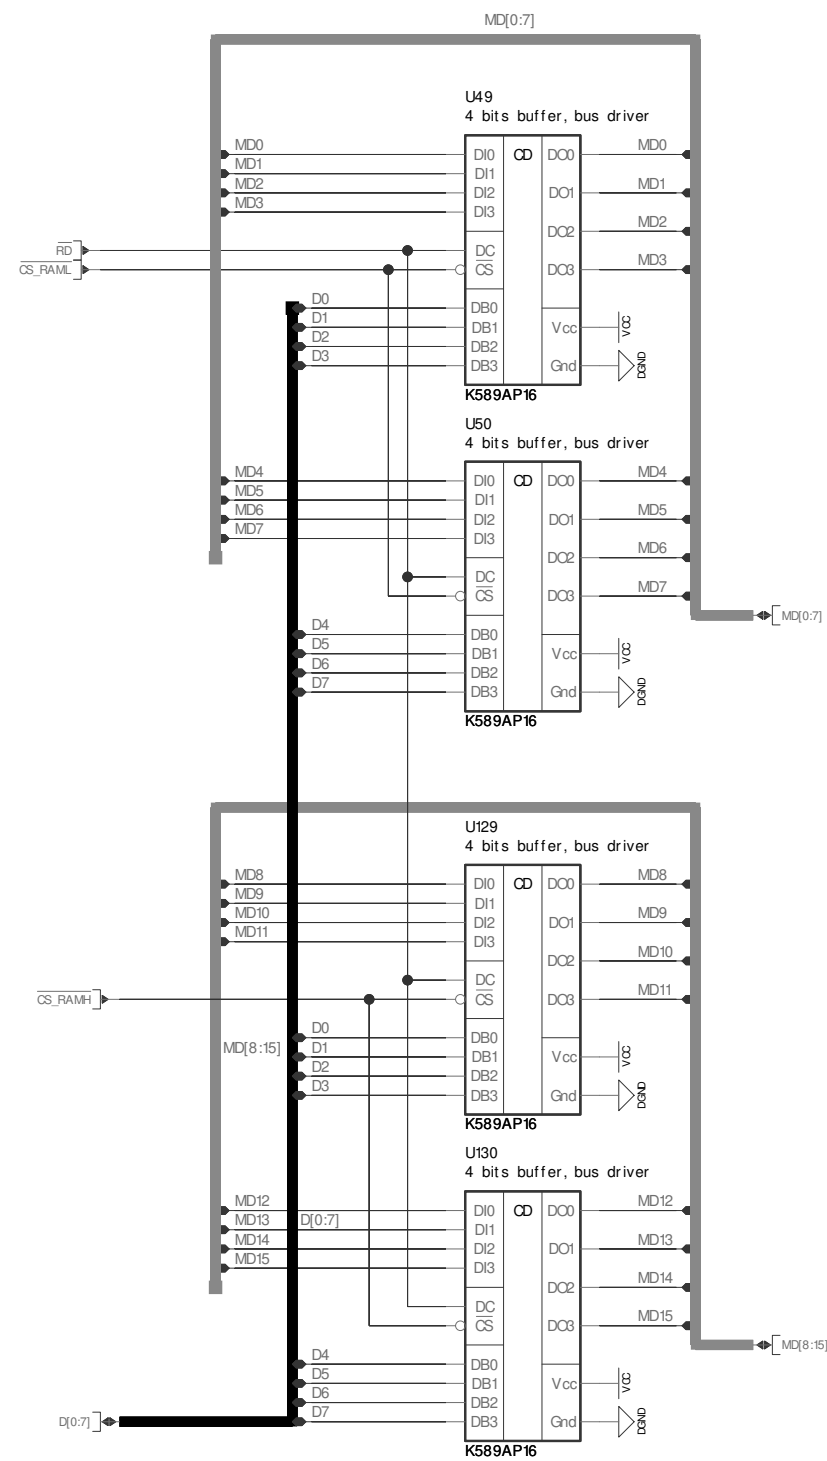 MD[0:7]
U49
4 bits buffer, bus driver
MD0 DI0 CD DO0 MD0
MD1 DI1
MD2 DI2 DO1 MD1
MD3 DI3
DO2 MD2
RD DC
CS_RAML CS DO3 MD3
D0 DB0
D1 DB1 Vcc VCC
D2 DB2
D3 DB3 Gnd DGND
K589AP16
U50
4 bits buffer, bus driver
MD4 DI0 CD DO0 MD4
MD5 DI1
MD6 DI2 DO1 MD5
MD7 DI3
DO2 MD6
DC
CS DO3 MD7
MD[0:7]
D4 DB0
D5 DB1 Vcc VCC
D6 DB2
D7 DB3 Gnd DGND
K589AP16
U129
4 bits buffer, bus driver
MD8 DI0 CD DO0 MD8
MD9 DI1
MD10 DI2 DO1 MD9
MD11 DI3
DO2 MD10
DC
CS_RAMH CS DO3 MD11
D0 DB0
MD[8:15] D1 DB1 Vcc VCC
D2 DB2
D3 DB3 Gnd DGND
K589AP16
U130
4 bits buffer, bus driver
MD12 DI0 CD DO0 MD12
MD13 D[0:7] DI1
MD14 DI2 DO1 MD13
MD15 DI3
DO2 MD14
DC
CS DO3 MD15
MD[8:15]
D4 DB0
D5 DB1 Vcc VCC
D6 DB2
D[0:7] D7 DB3 Gnd DGND
K589AP16